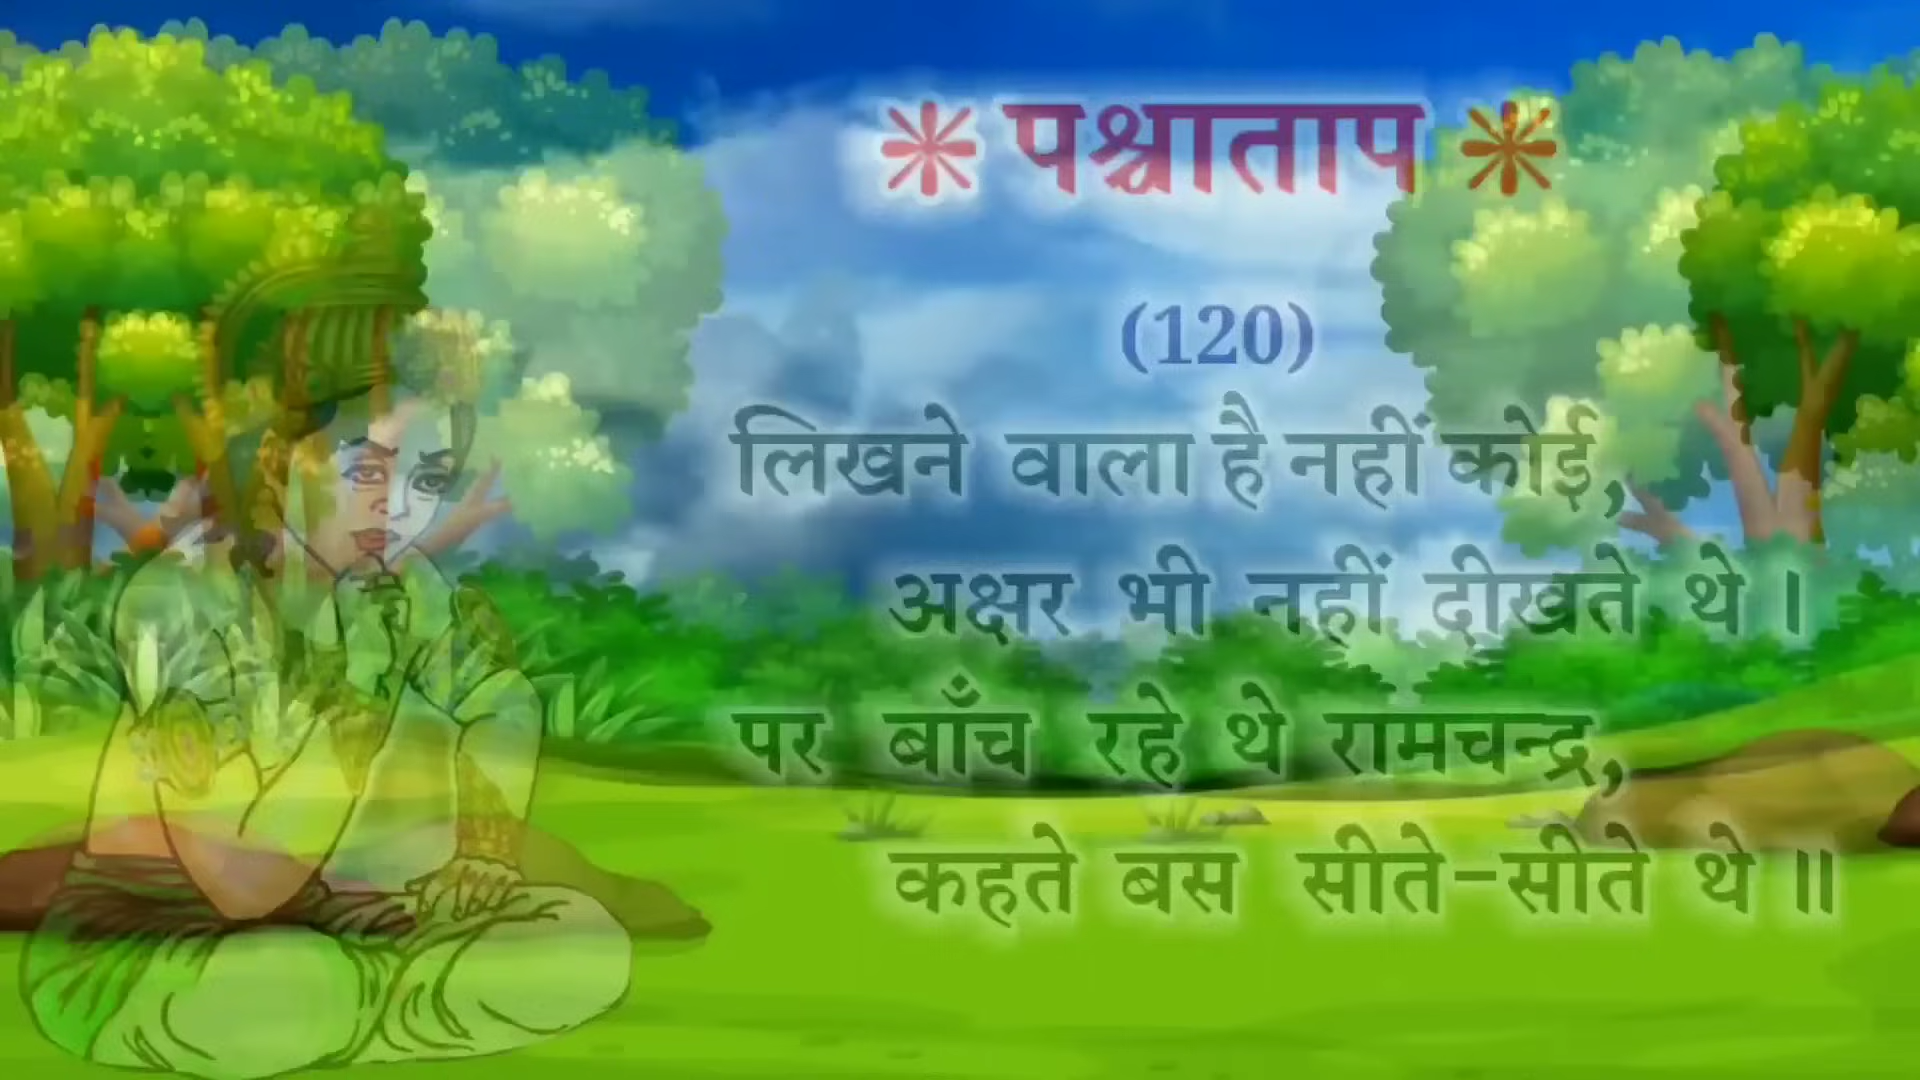 * पश्चाताप *
(120)
लिखने वाला है नहीं कोई,
अक्षर भी नहीं दीखते थे ।
पर बाँच रहे थे रामचन्द्र,
कहते बस सीते-सीते थे ॥